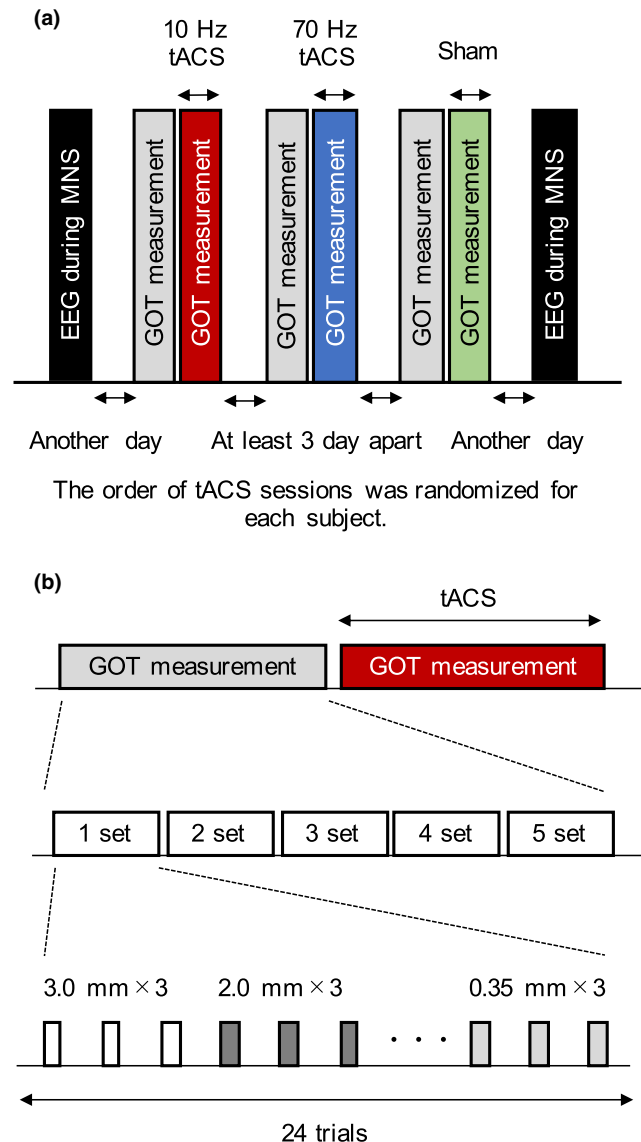 (a)
10 Hz
tACS
70 Hz
tACS
Sham
EEG during MNS
GOT measurement
GOT measurement
GOT measurement
GOT measurement
GOT measurement
GOT measurement
EEG during MNS
Another day
At least 3 day apart
Another day
The order of tACS sessions was randomized for
each subject.
(b)
tACS
GOT measurement
GOT measurement
1 set
2 set
3 set
4 set
5 set
3.0 mm × 3
2.0 mm × 3
0.35 mm × 3
· · ·
24 trials